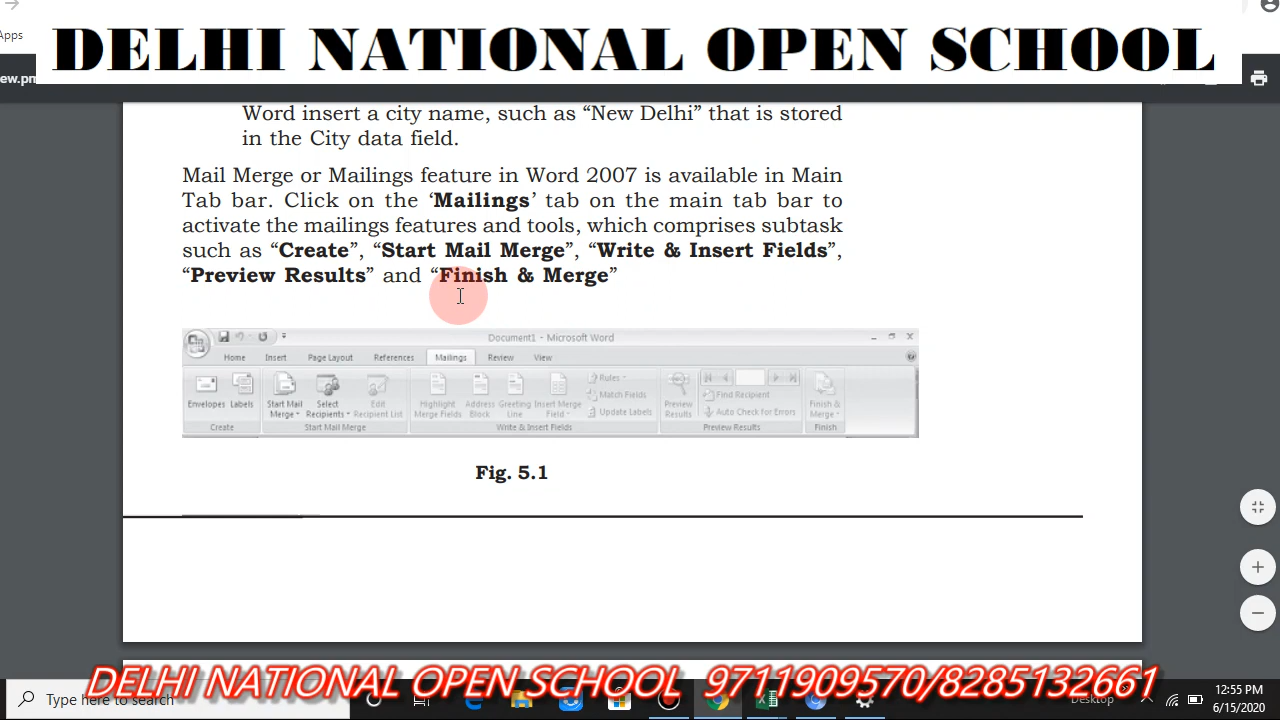 Apps
DELHI NATIONAL OPEN SCHOOL
ew.pm
Word insert a city name, such as “New Delhi” that is stored
in the City data field.
Mail Merge or Mailings feature in Word 2007 is available in Main
Tab bar. Click on the ‘Mailings’ tab on the main tab bar to
activate the mailings features and tools, which comprises subtask
such as “Create”, “Start Mail Merge”, “Write & Insert Fields”,
“Preview Results” and “Finish & Merge”
Document1 - Microsoft Word
Home Insert Page Layout References Mailings Review View
Envelopes Labels Start Mail Merge Select Recipients Edit Recipient List Highlight Merge Fields Address Block Greeting Line Insert Merge Field Rules Match Fields Update Labels Preview Results Find Recipient Auto Check for Errors Finish & Merge
Create Start Mail Merge Write & Insert Fields Preview Results Finish
Fig. 5.1
DELHI NATIONAL OPEN SCHOOL 9711909570/8285132661
Type here to search
Desktop
12:55 PM
6/15/2020